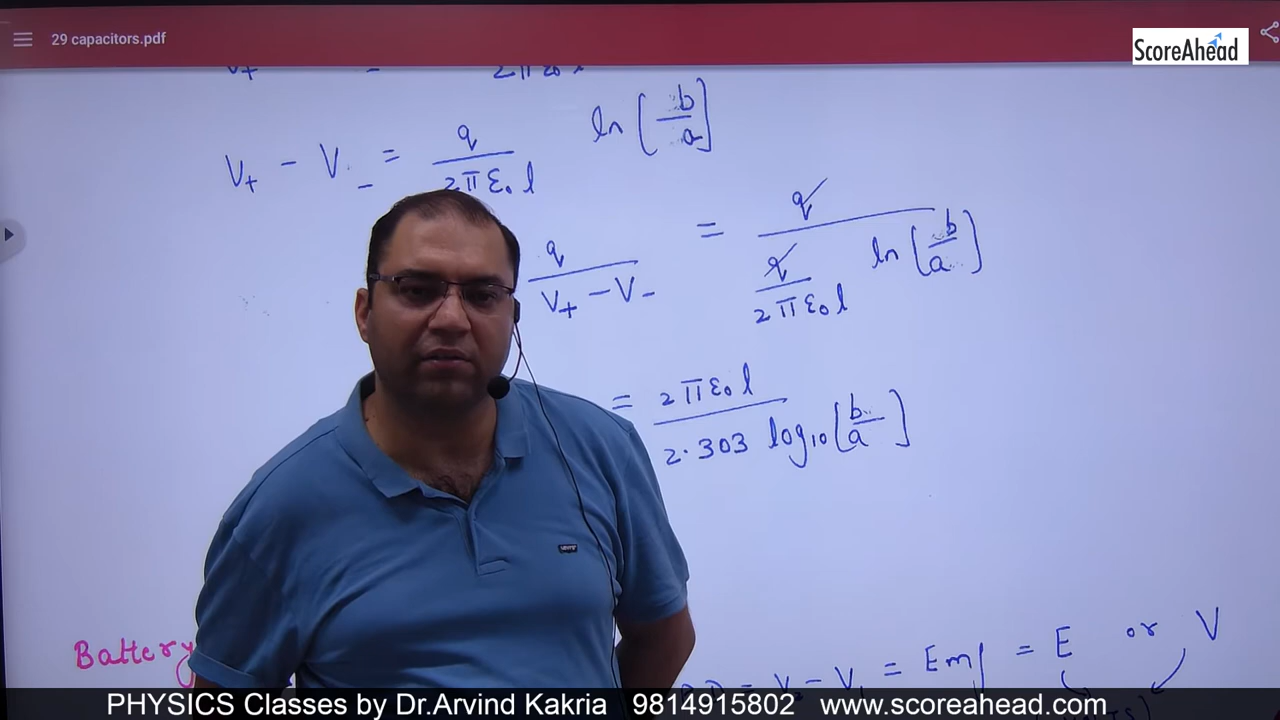 29 capacitors.pdf
ScoreAhead
2πε₀l
V₊ − V₋ = q / 2πε₀l ln [b/a]
q / V₊ − V₋ = q / q / 2πε₀l ln [b/a]
= 2πε₀l / 2.303 log₁₀ [b/a]
Battery
= Emf = E or V
PHYSICS Classes by Dr.Arvind Kakria 9814915802 www.scoreahead.com